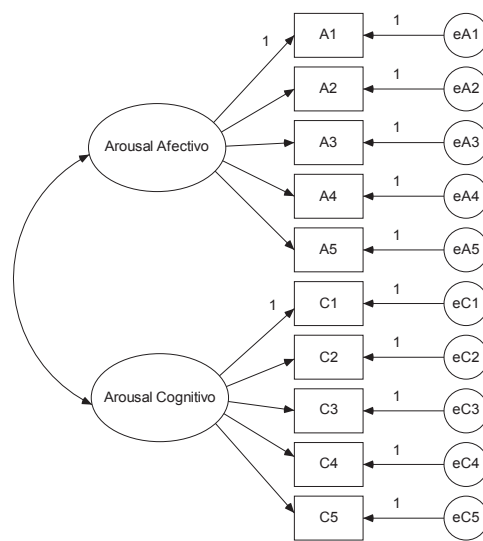 1 A1 1 eA1
A2 1 eA2
Arousal Afectivo A3 1 eA3
A4 1 eA4
A5 1 eA5
1 C1 1 eC1
C2 1 eC2
Arousal Cognitivo C3 1 eC3
C4 1 eC4
C5 1 eC5